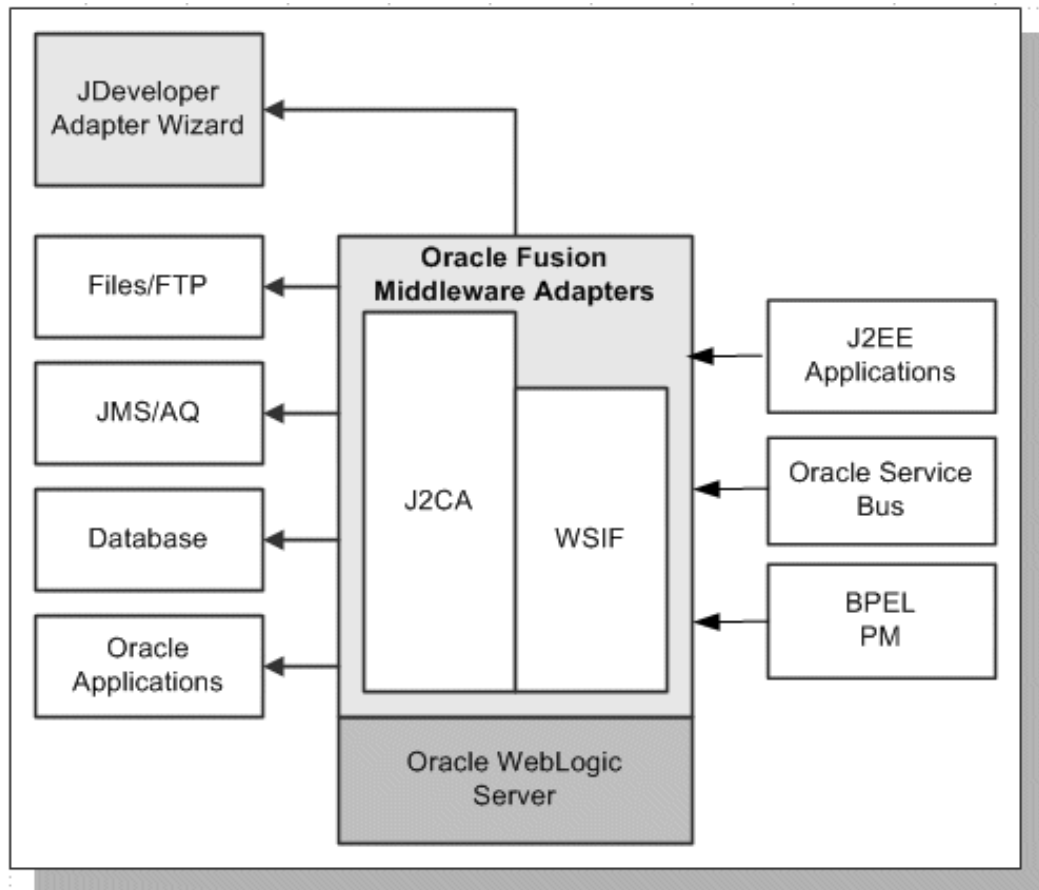 JDeveloper
Adapter Wizard
Files/FTP
JMS/AQ
Database
Oracle
Applications
Oracle Fusion
Middleware Adapters
J2CA
WSIF
Oracle WebLogic
Server
J2EE
Applications
Oracle Service
Bus
BPEL
PM